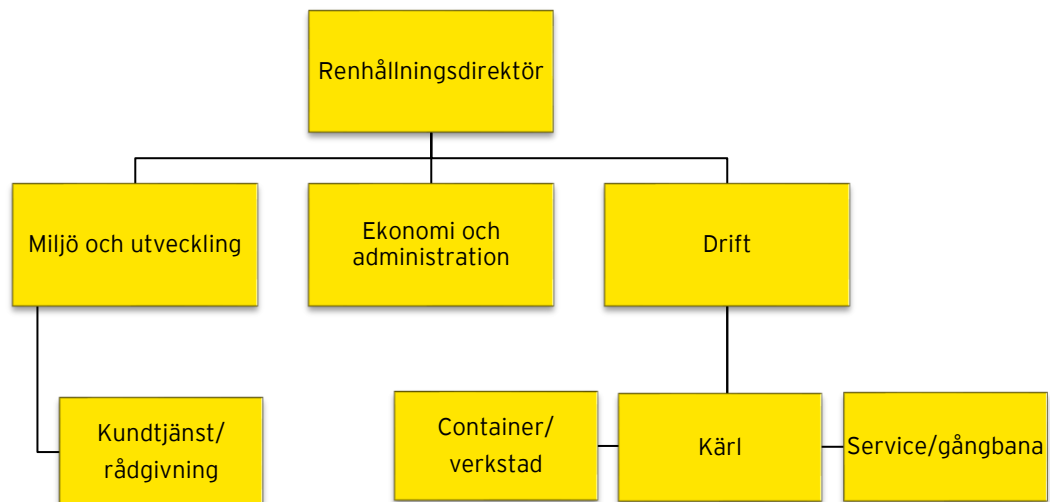 Renhållningsdirektör
Miljö och utveckling
Ekonomi och
administration
Drift
Kundtjänst/
rådgivning
Container/
verkstad
Kärl
Service/gångbana